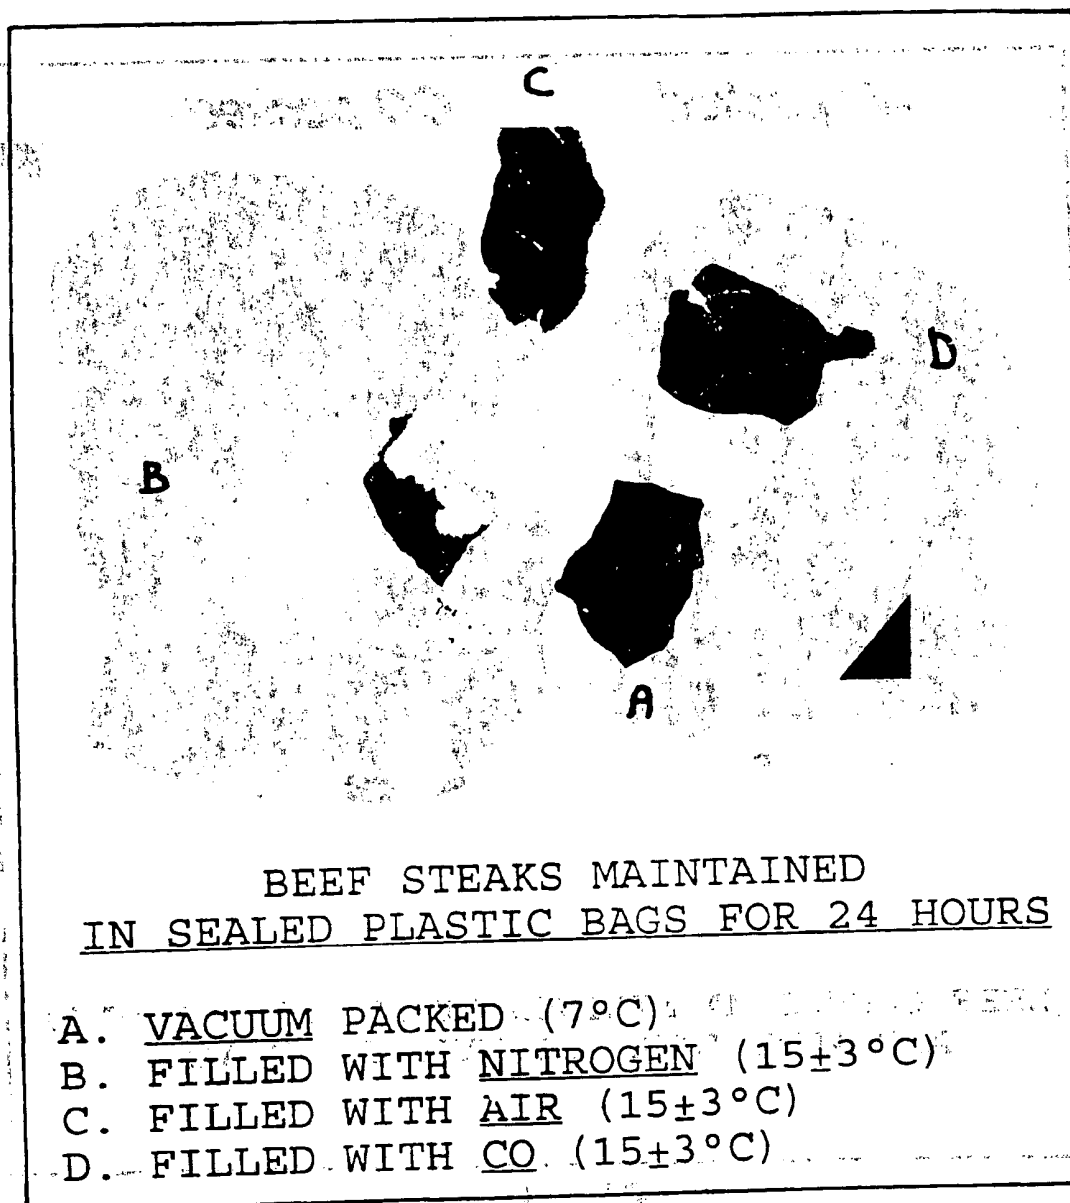 C
D
B
A
BEEF STEAKS MAINTAINED
IN SEALED PLASTIC BAGS FOR 24 HOURS
A. VACUUM PACKED (7°C)
B. FILLED WITH NITROGEN (15±3°C)
C. FILLED WITH AIR (15±3°C)
D. FILLED WITH CO (15±3°C)